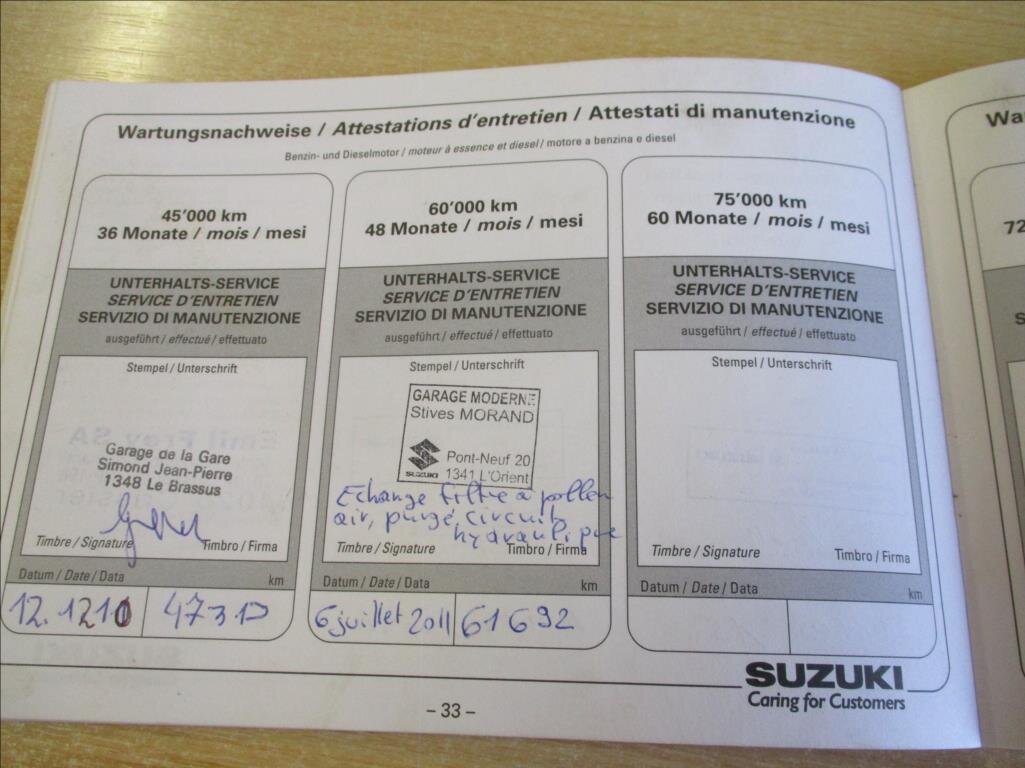 Wartungsnachweise / Attestations d'entretien / Attestati di manutenzione
Benzin- und Dieselmotor / moteur à essence et diesel / motore a benzina e diesel
45'000 km
36 Monate / mois / mesi
UNTERHALTS-SERVICE
SERVICE D'ENTRETIEN
SERVIZIO DI MANUTENZIONE
ausgeführt / effectué / effettuato
Stempel / Unterschrift
Garage de la Gare
Simond Jean-Pierre
1348 Le Brassus
Timbre / Signature Timbro / Firma
Datum / Date / Data km
12.1210
60'000 km
48 Monate / mois / mesi
UNTERHALTS-SERVICE
SERVICE D'ENTRETIEN
SERVIZIO DI MANUTENZIONE
ausgeführt / effectué / effettuato
Stempel / Unterschrift
GARAGE MODERNE
Stives MORAND
Pont-Neuf 20
SUZUKI 1341 L'Orient
Echange filtre à pollen
air, purge circuit
hydraulique
Timbre / Signature Timbro / Firma
Datum / Date / Data km
6 juillet 2011 61692
75'000 km
60 Monate / mois / mesi
UNTERHALTS-SERVICE
SERVICE D'ENTRETIEN
SERVIZIO DI MANUTENZIONE
ausgeführt / effectué / effettuato
Stempel / Unterschrift
Timbre / Signature Timbro / Firma
Datum / Date / Data km
SUZUKI
Caring for Customers
– 33 –
Wa
72
S